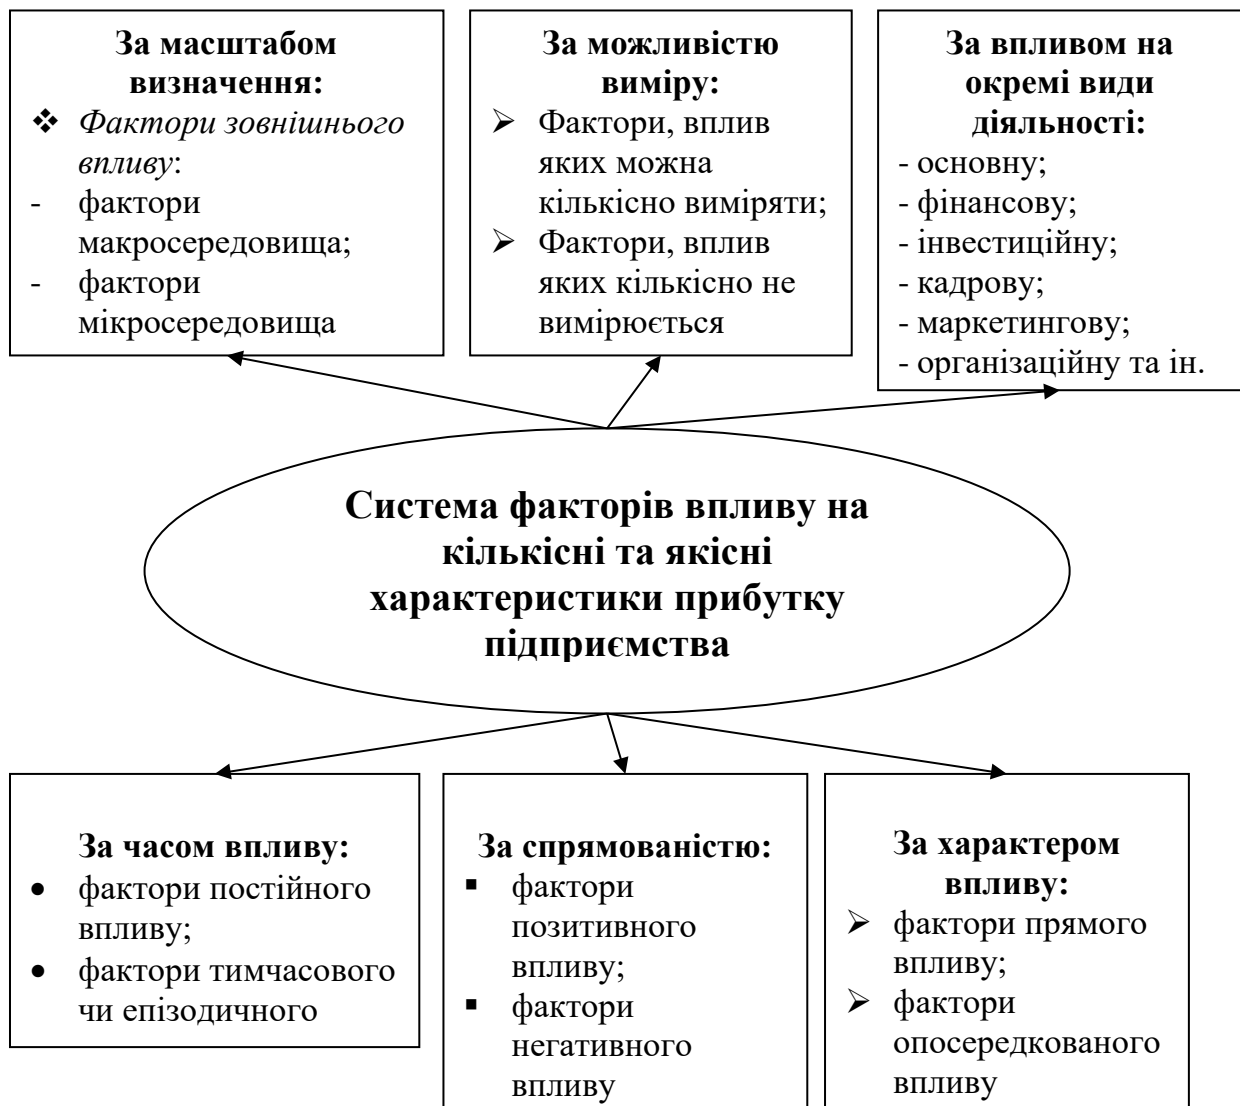 За масштабом
визначення:
❖ Фактори зовнішнього
впливу:
- фактори
макросередовища;
- фактори
мікросередовища
За можливістю
виміру:
➢ Фактори, вплив
яких можна
кількісно виміряти;
➢ Фактори, вплив
яких кількісно не
вимірюється
За впливом на
окремі види
діяльності:
- основну;
- фінансову;
- інвестиційну;
- кадрову;
- маркетингову;
- організаційну та ін.
Система факторів впливу на
кількісні та якісні
характеристики прибутку
підприємства
За часом впливу:
• фактори постійного
впливу;
• фактори тимчасового
чи епізодичного
За спрямованістю:
▪ фактори
позитивного
впливу;
▪ фактори
негативного
впливу
За характером
впливу:
➢ фактори прямого
впливу;
➢ фактори
опосередкованого
впливу